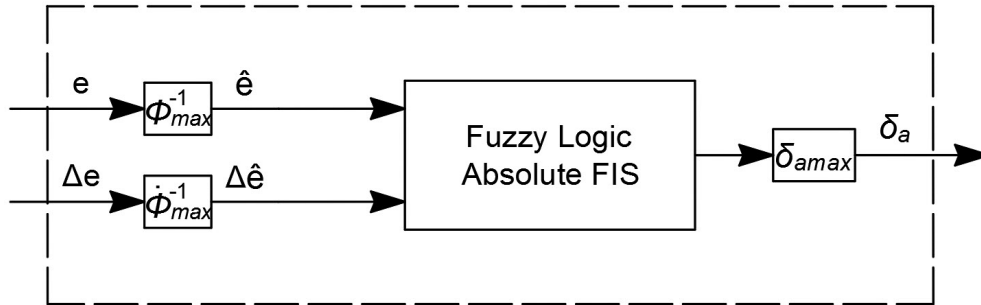 e
ϕ⁻¹max
ê
Δe
ϕ̇⁻¹max
Δê
Fuzzy Logic
Absolute FIS
δamax
δa